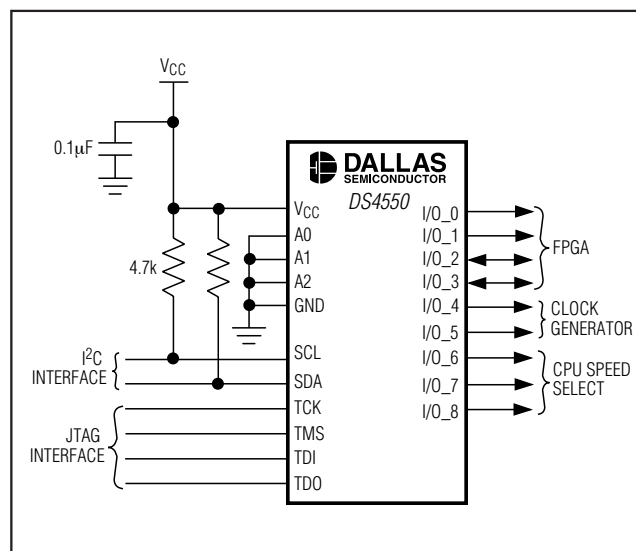 VCC
0.1µF
4.7k
I²C
INTERFACE
JTAG
INTERFACE
DALLAS
SEMICONDUCTOR
DS4550
VCC
A0
A1
A2
GND
SCL
SDA
TCK
TMS
TDI
TDO
I/O_0
I/O_1
I/O_2
I/O_3
I/O_4
I/O_5
I/O_6
I/O_7
I/O_8
FPGA
CLOCK
GENERATOR
CPU SPEED
SELECT